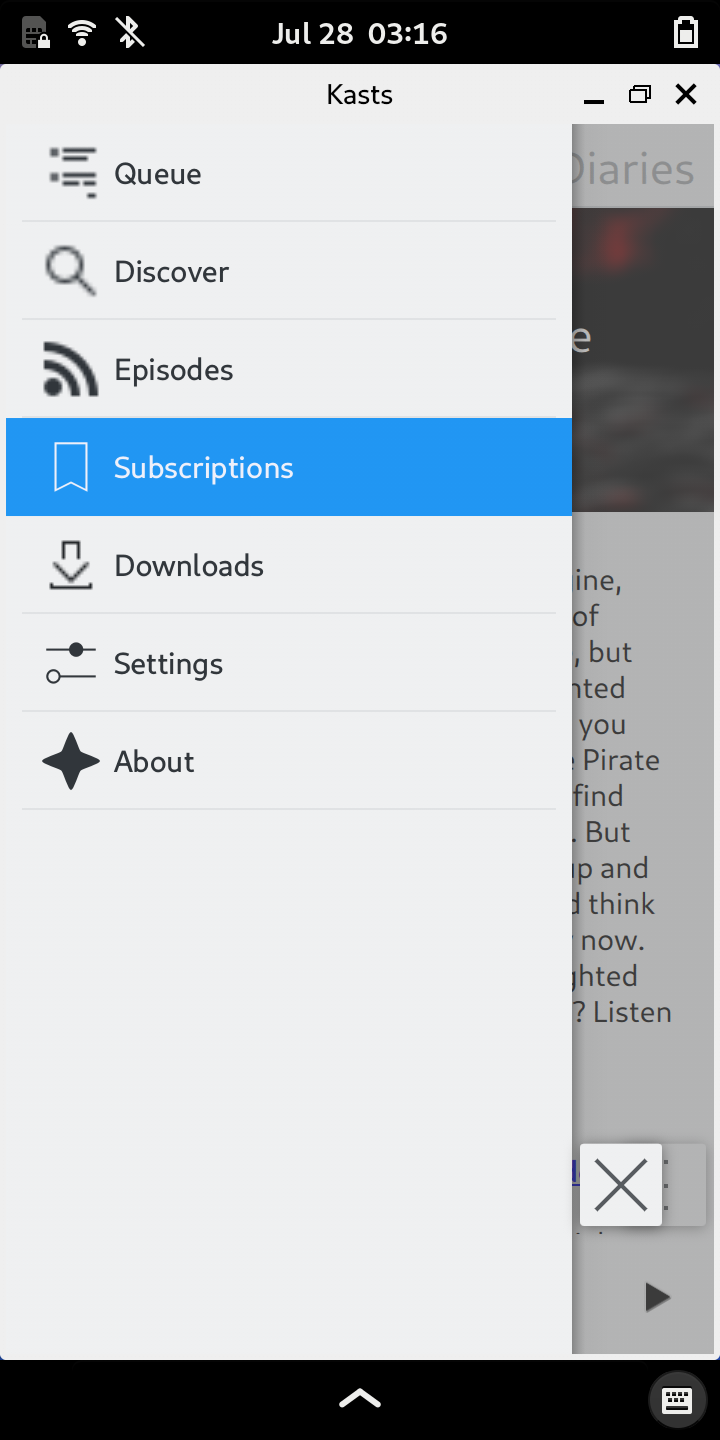 Jul 28 03:16
Kasts
Queue
Diaries
Discover
e
Episodes
Subscriptions
ine,
Downloads
of
, but
Settings
nted
you
About
Pirate
find
. But
up and
d think
now.
ghted
? Listen